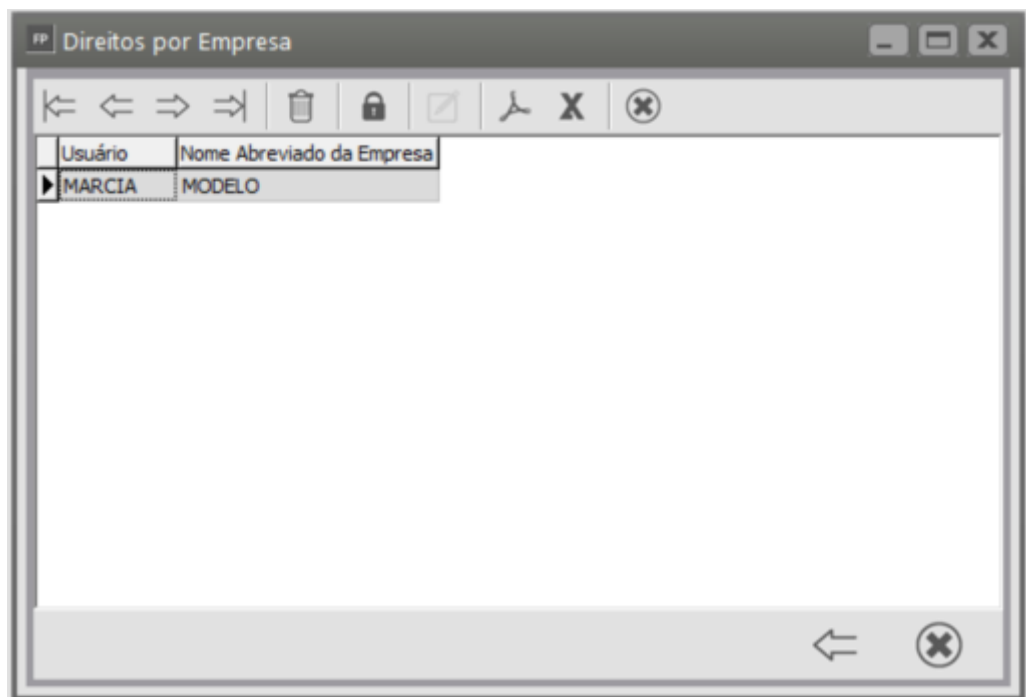 FP Direitos por Empresa
Usuário Nome Abreviado da Empresa
MARCIA MODELO